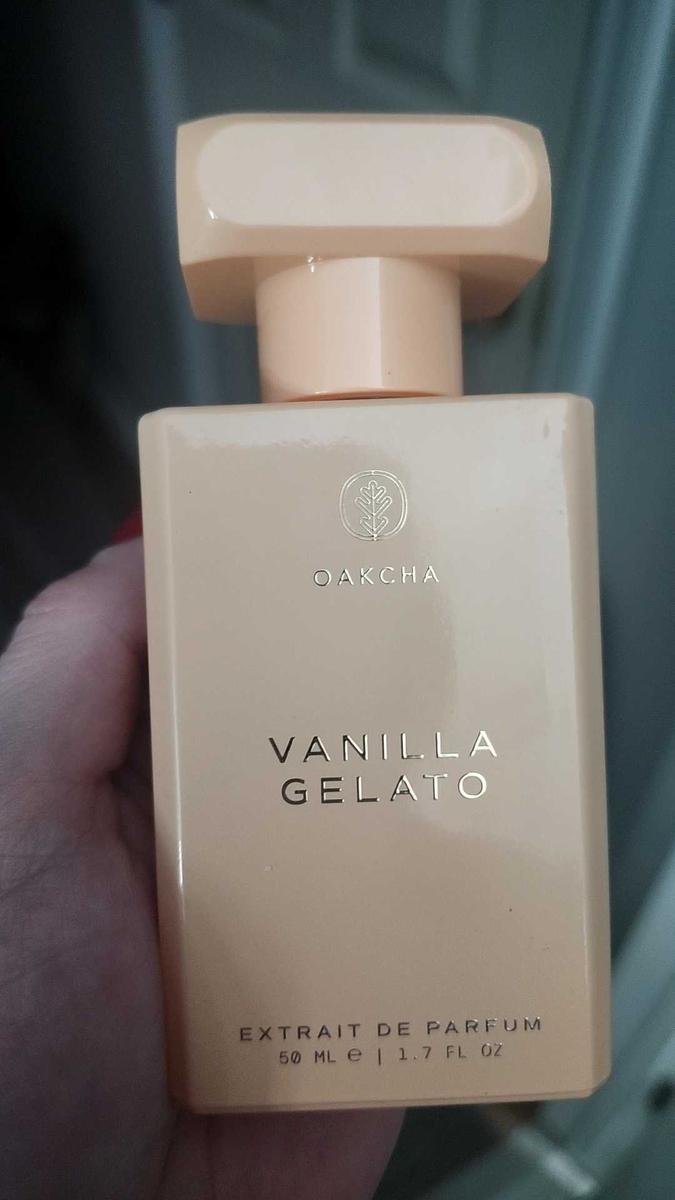 OAKCHA
VANILLA
GELATO
EXTRAIT DE PARFUM
50 ML ℮ | 1.7 FL OZ